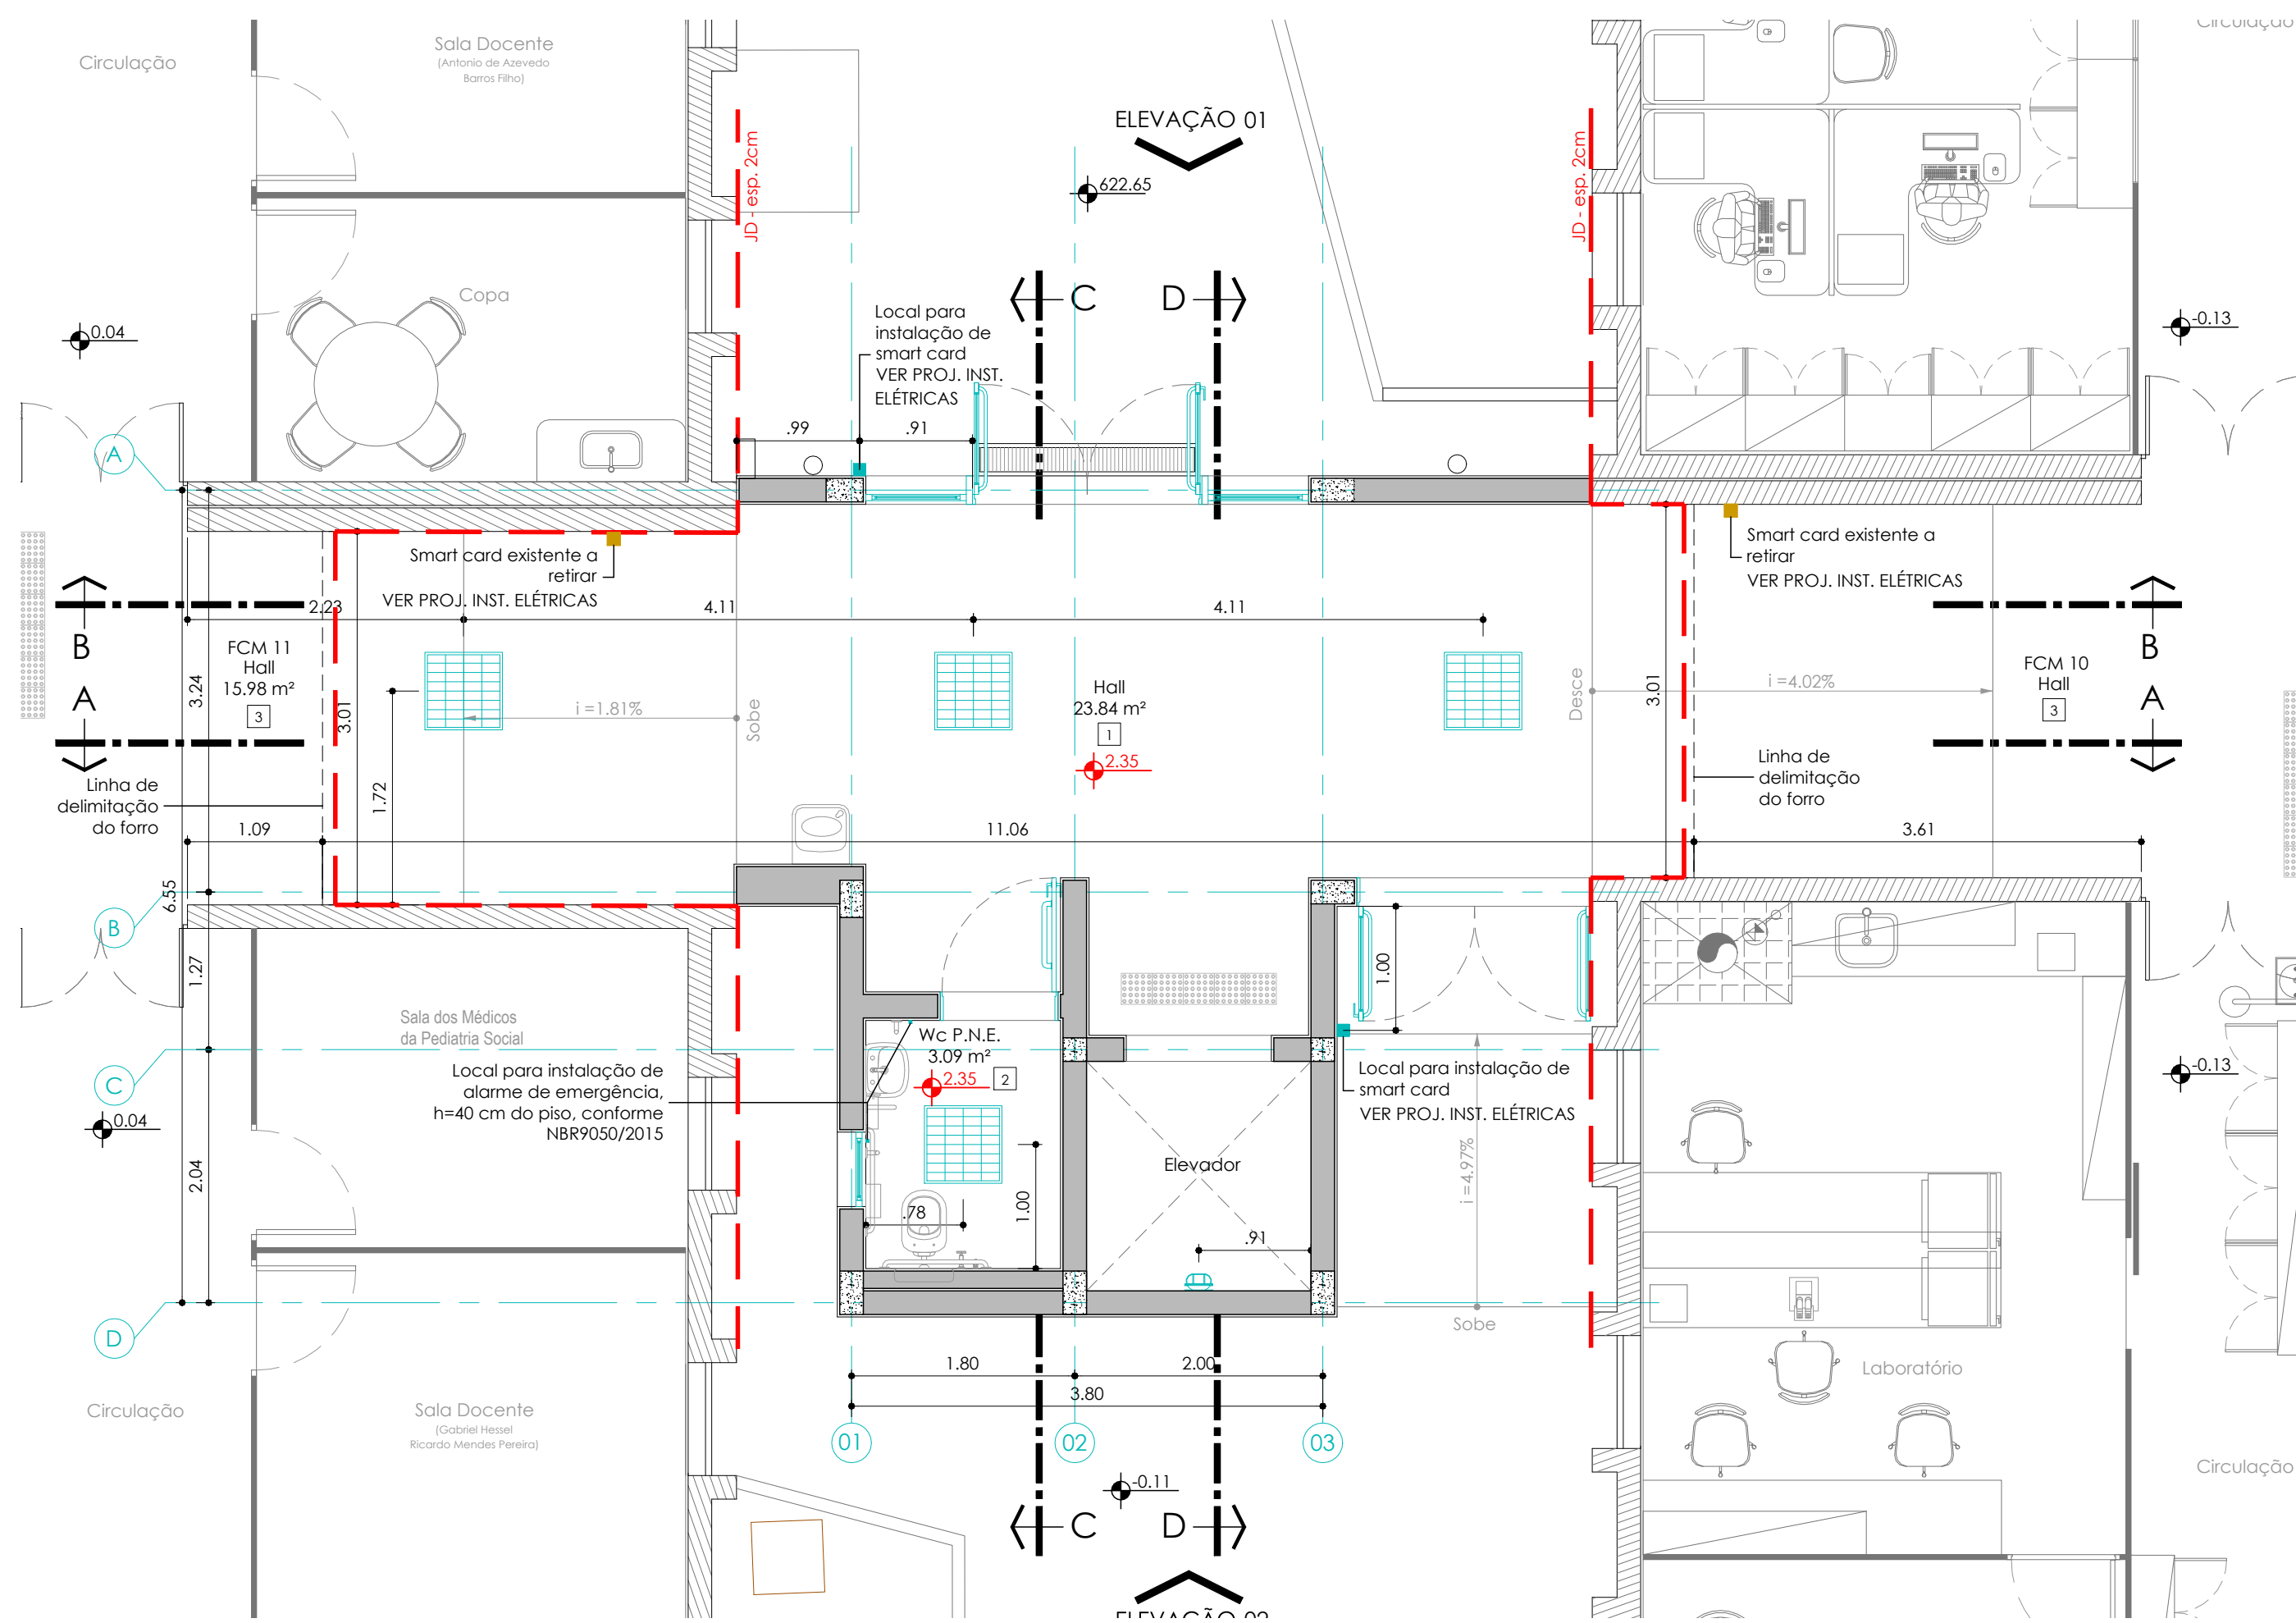 Circulação
Sala Docente
(Antonio de Azevedo
Barros Filho)
ELEVAÇÃO 01
Circulação
JD - esp. 2cm
JD - esp. 2cm
622.65
Copa
C
D
Local para
instalação de
smart card
VER PROJ. INST.
ELÉTRICAS
0.04
-0.13
.99
.91
A
Smart card existente a
retirar
VER PROJ. INST. ELÉTRICAS
Smart card existente a
retirar
VER PROJ. INST. ELÉTRICAS
2.23
4.11
4.11
B
A
FCM 11
Hall
15.98 m²
3
3.24
3.01
1.72
i =1.81%
Sobe
Hall
23.84 m²
1
2.35
Desce
3.01
i =4.02%
FCM 10
Hall
3
B
A
Linha de
delimitação
do forro
Linha de
delimitação
do forro
1.09
11.06
3.61
6.55
B
1.27
1.00
Sala dos Médicos
da Pediatria Social
Wc P.N.E.
3.09 m²
2.35
2
Local para instalação de
alarme de emergência,
h=40 cm do piso, conforme
NBR9050/2015
Local para instalação de
smart card
VER PROJ. INST. ELÉTRICAS
C
0.04
-0.13
2.04
Elevador
i =4.97%
.78
1.00
.91
D
Sobe
1.80
2.00
3.80
Laboratório
Circulação
Sala Docente
(Gabriel Hessel
Ricardo Mendes Pereira)
01
02
03
-0.11
Circulação
C
D
ELEVAÇÃO 02